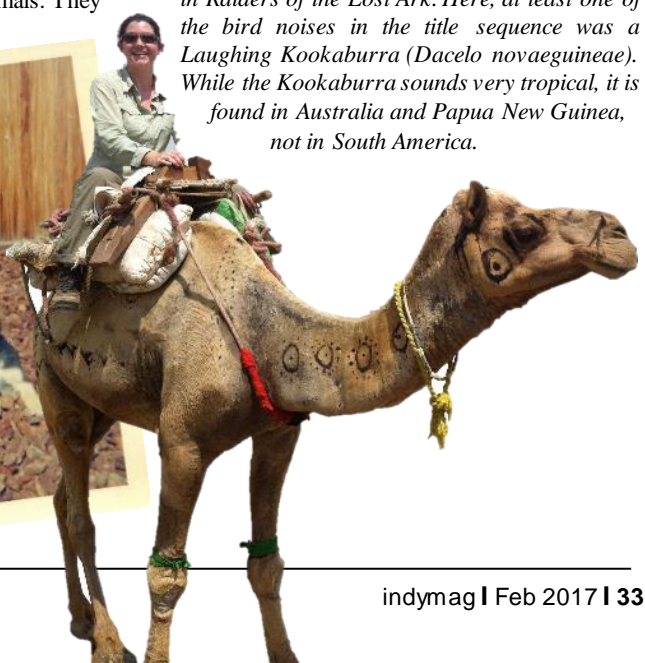 mals. They
in Raiders of the Lost Ark. Here, at least one of
the bird noises in the title sequence was a
Laughing Kookaburra (Dacelo novaeguineae).
While the Kookaburra sounds very tropical, it is
found in Australia and Papua New Guinea,
not in South America.
indymag I Feb 2017 I 33